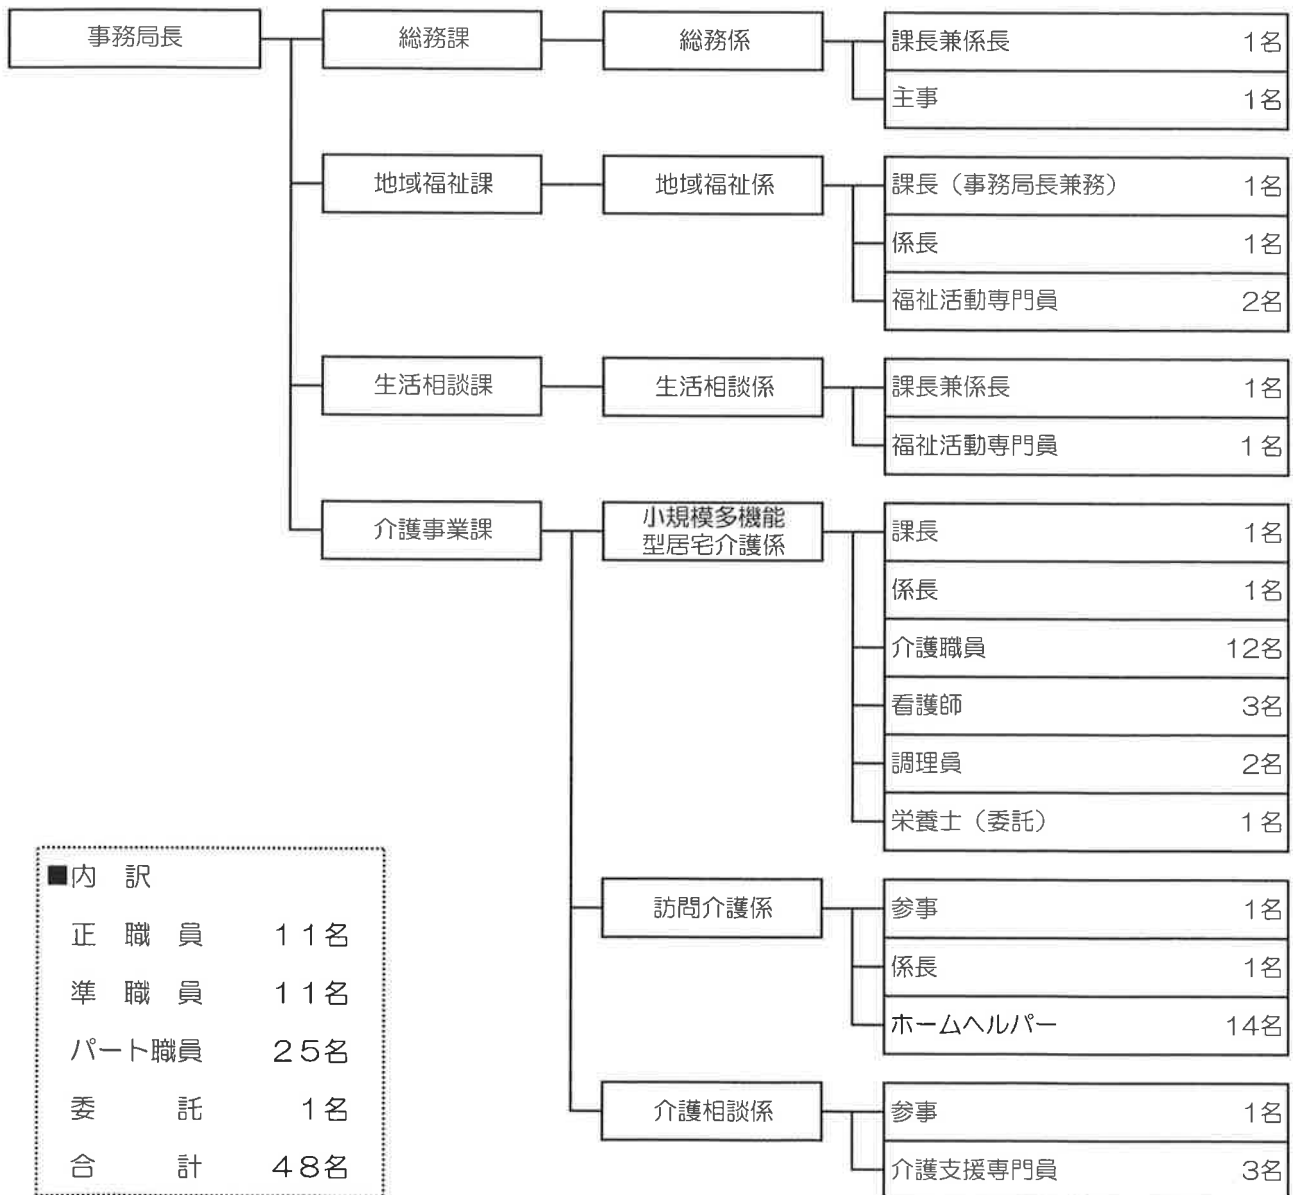 事務局長
総務課
総務係
課長兼係長 1名
主事 1名
地域福祉課
地域福祉係
課長（事務局長兼務） 1名
係長 1名
福祉活動専門員 2名
生活相談課
生活相談係
課長兼係長 1名
福祉活動専門員 1名
介護事業課
小規模多機能
型居宅介護係
課長 1名
係長 1名
介護職員 12名
看護師 3名
調理員 2名
栄養士（委託） 1名
訪問介護係
参事 1名
係長 1名
ホームヘルパー 14名
介護相談係
参事 1名
介護支援専門員 3名
■内　訳
正　職　員　１１名
準　職　員　１１名
パート職員　２５名
委　　　託　１名
合　　　計　４８名